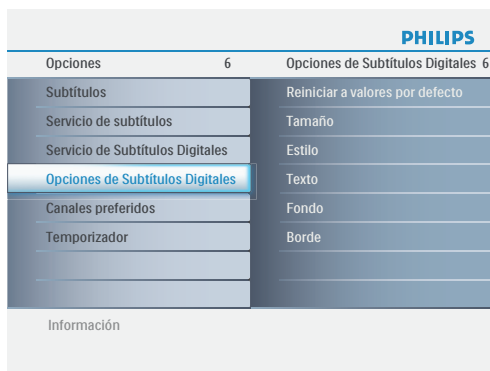 PHILIPS
Opciones 6
Opciones de Subtítulos Digitales 6
Subtítulos
Servicio de subtítulos
Servicio de Subtítulos Digitales
Opciones de Subtítulos Digitales
Canales preferidos
Temporizador
Reiniciar a valores por defecto
Tamaño
Estilo
Texto
Fondo
Borde
Información